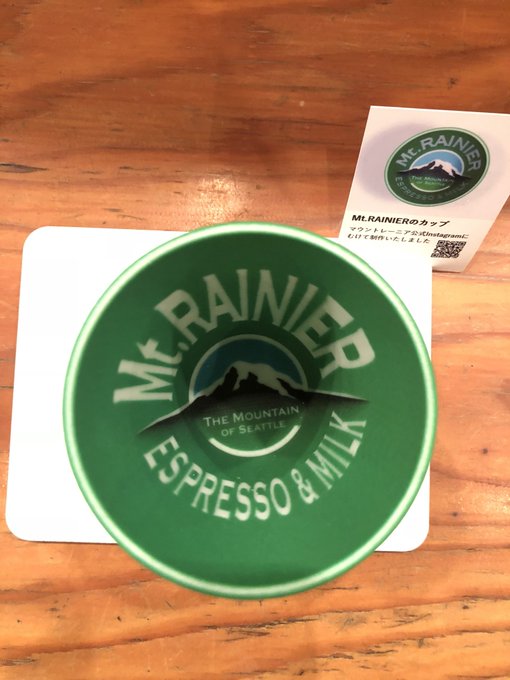 Mt.RAINIER
THE MOUNTAIN
OF SEATTLE
ESPRESSO & MILK
Mt.RAINIER
THE MOUNTAIN
OF SEATTLE
ESPRESSO & MILK
Mt.RAINIERのカップ
マウントレーニア公式Instagramに
むけて制作いたしました